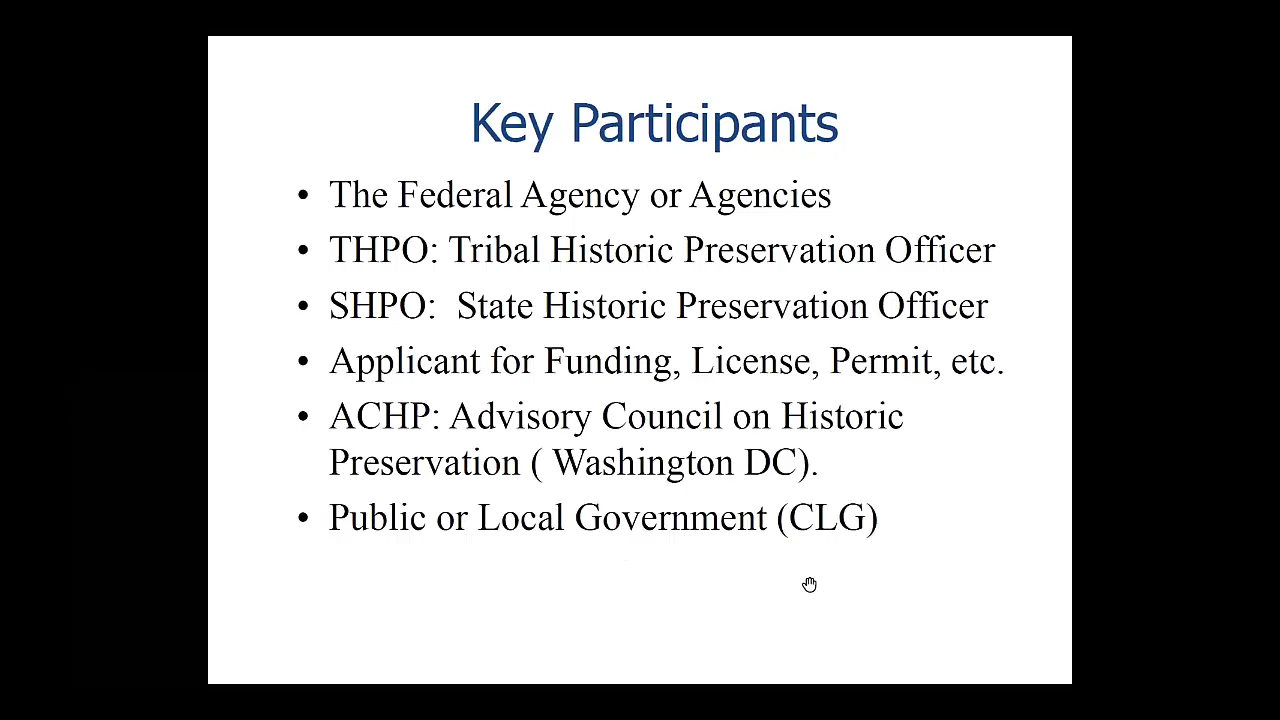 Key Participants
• The Federal Agency or Agencies
• THPO: Tribal Historic Preservation Officer
• SHPO:  State Historic Preservation Officer
• Applicant for Funding, License, Permit, etc.
• ACHP: Advisory Council on Historic
Preservation ( Washington DC).
• Public or Local Government (CLG)